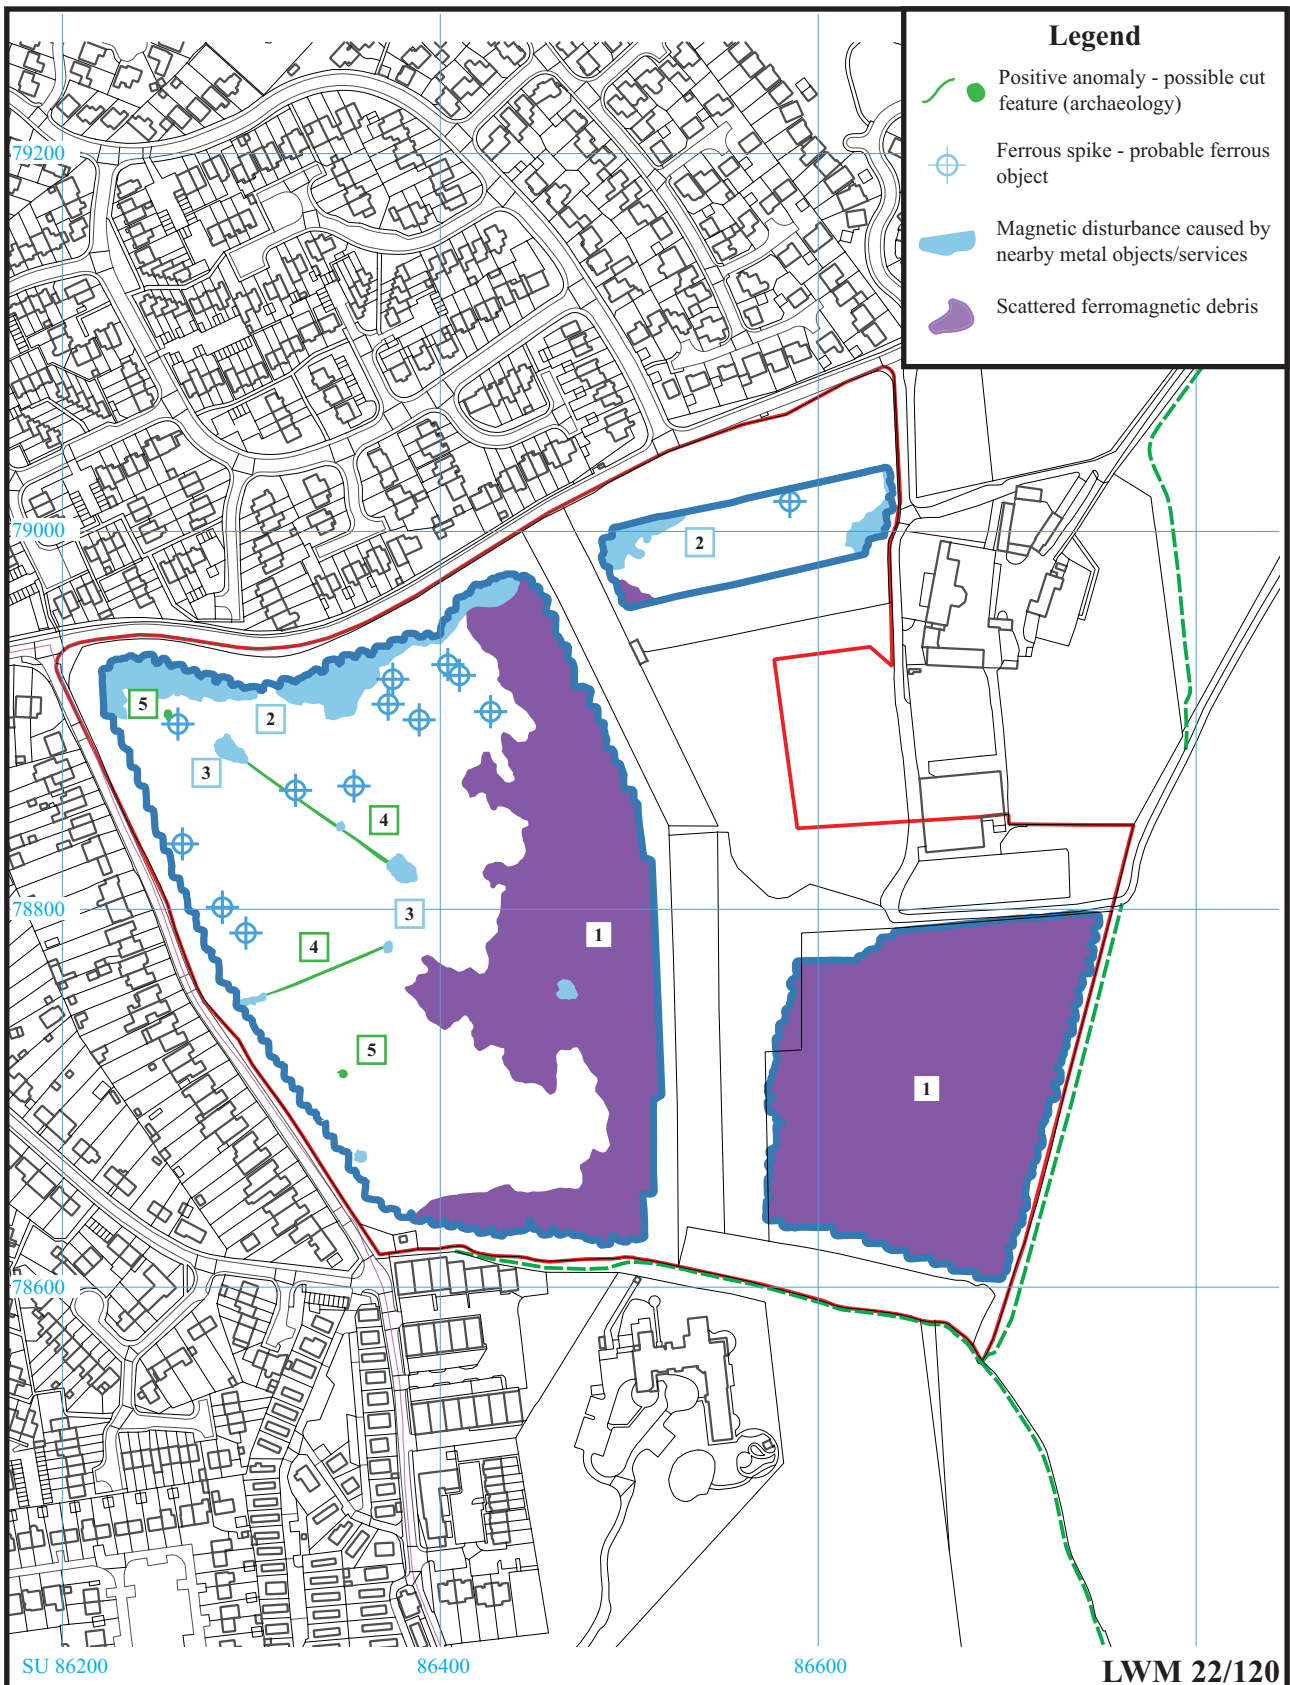 Legend
Positive anomaly - possible cut
feature (archaeology)
Ferrous spike - probable ferrous
object
Magnetic disturbance caused by
nearby metal objects/services
Scattered ferromagnetic debris
79200
79000
2
5
2
3
4
78800
3
1
4
5
1
78600
SU 86200
86400
86600
LWM 22/120